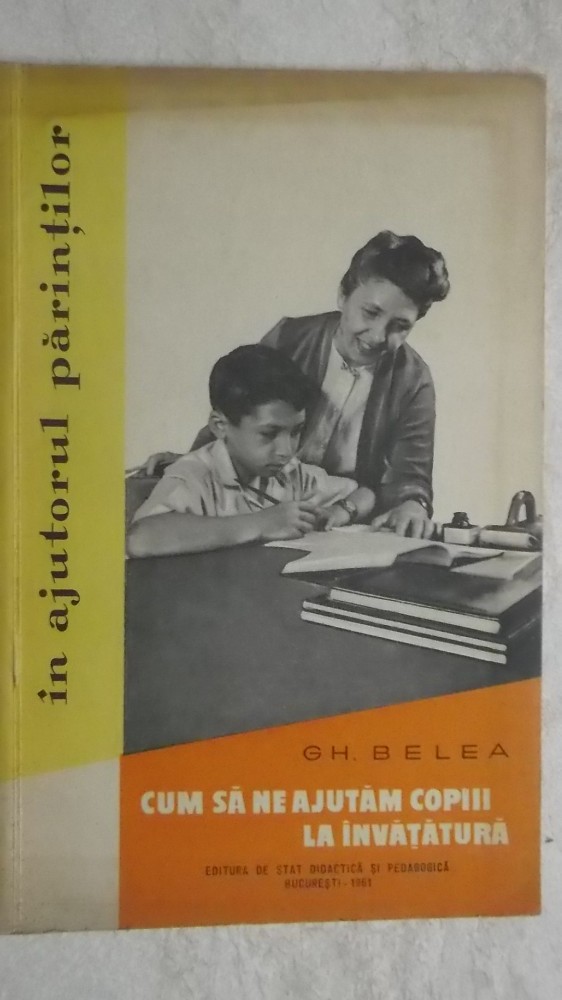 în ajutorul părinților
GH. BELEA
CUM SĂ NE AJUTĂM COPIII
LA ÎNVĂȚĂTURĂ
EDITURA DE STAT DIDACTICĂ ȘI PEDAGOGICĂ
BUCUREȘTI - 1961